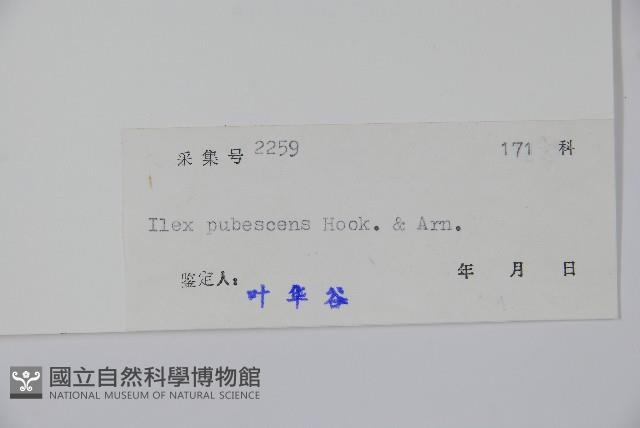 采集号 2259 171 科
Ilex pubescens Hook. & Arn.
鉴定人: 叶华谷 年 月 日
國立自然科學博物館
NATIONAL MUSEUM OF NATURAL SCIENCE